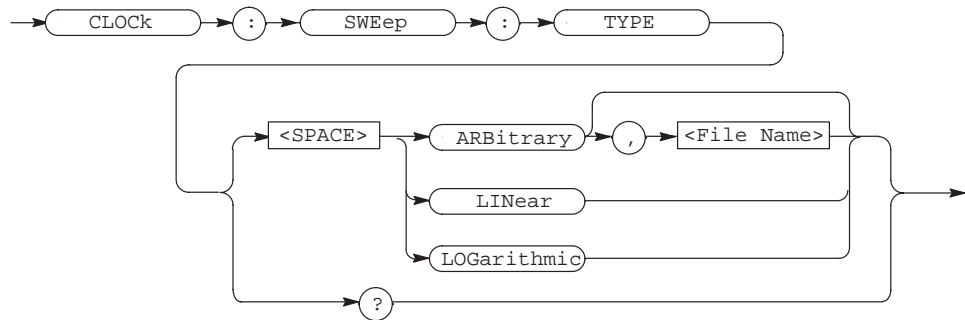 CLOCk : SWEep : TYPE
<SPACE> ARBitrary , <File Name>
LINear
LOGarithmic
?